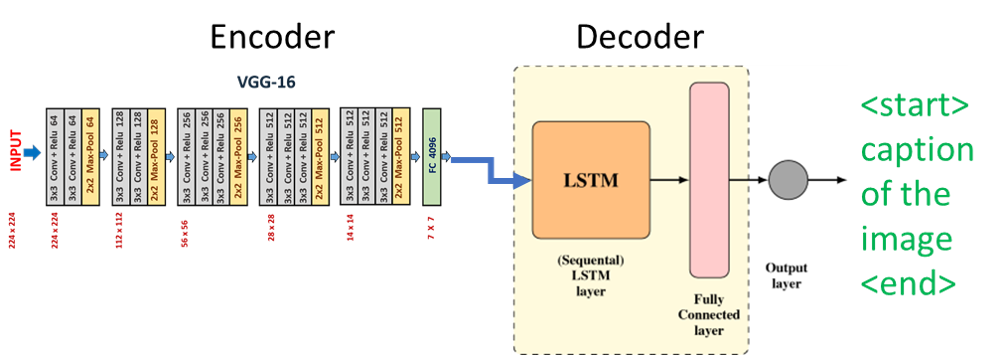 Encoder
Decoder
VGG-16
INPUT
3x3 Conv + Relu 64
3x3 Conv + Relu 64
2x2 Max-Pool 64
3x3 Conv + Relu 128
3x3 Conv + Relu 128
2x2 Max-Pool 128
3x3 Conv + Relu 256
3x3 Conv + Relu 256
3x3 Conv + Relu 256
2x2 Max-Pool 256
3x3 Conv + Relu 512
3x3 Conv + Relu 512
3x3 Conv + Relu 512
2x2 Max-Pool 512
3x3 Conv + Relu 512
3x3 Conv + Relu 512
3x3 Conv + Relu 512
2x2 Max-Pool 512
FC 4096
224 x 224
224 x 224
112 x 112
56 x 56
28 x 28
14 x 14
7 X 7
LSTM
(Sequental)
LSTM
layer
Fully
Connected
layer
Output
layer
<start>
caption
of the
image
<end>